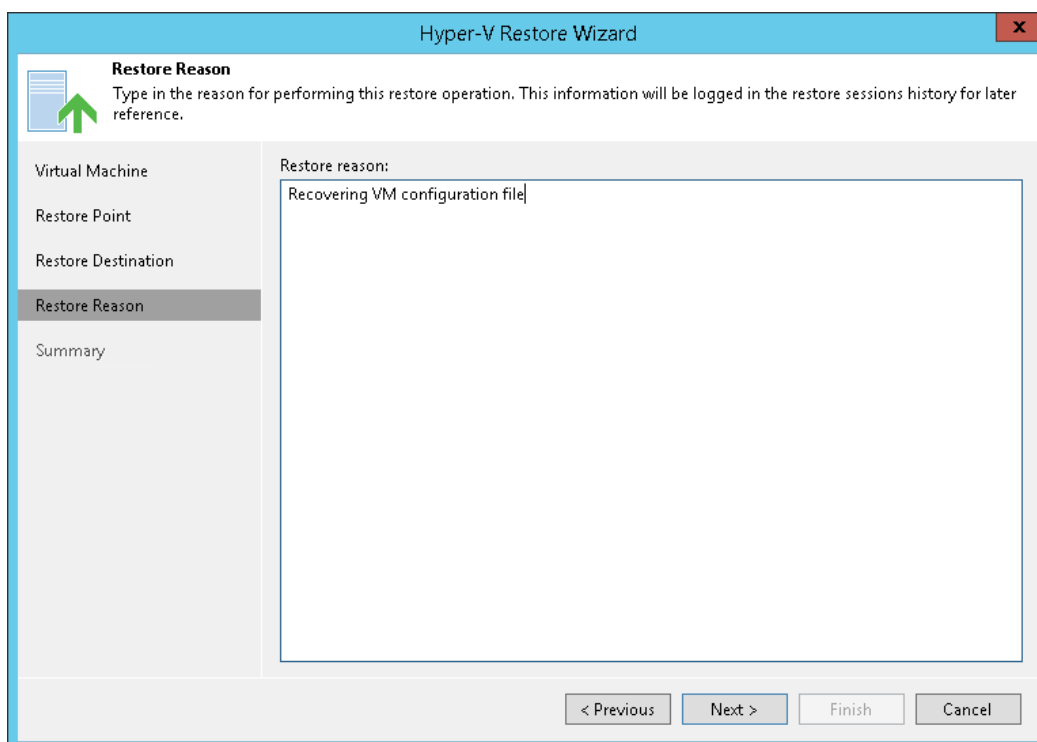 Hyper-V Restore Wizard
x
Restore Reason
Type in the reason for performing this restore operation. This information will be logged in the restore sessions history for later
reference.
Virtual Machine
Restore Point
Restore Destination
Restore Reason
Summary
Restore reason:
Recovering VM configuration file
< Previous
Next >
Finish
Cancel